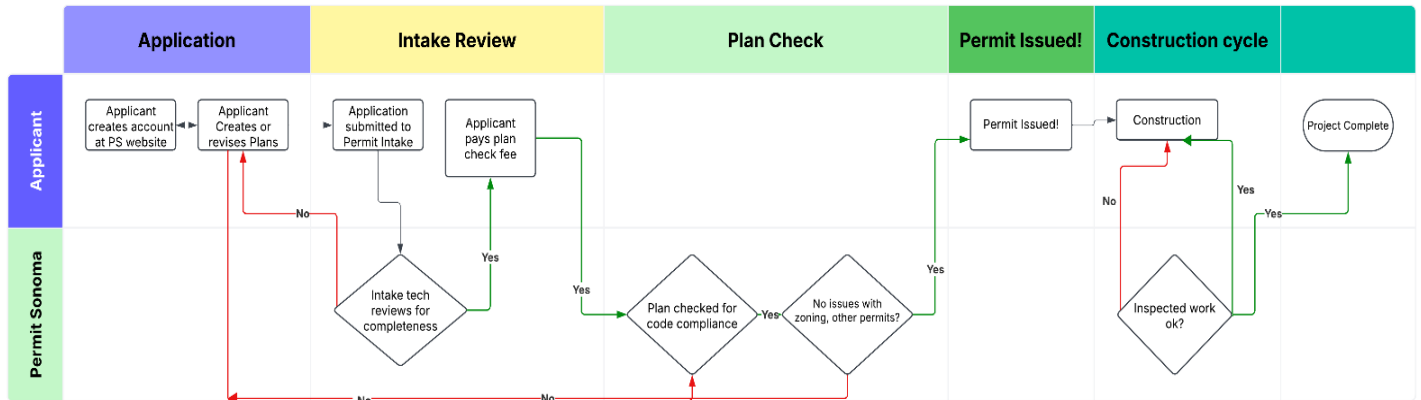 Application
Intake Review
Plan Check
Permit Issued!
Construction cycle
Applicant
Applicant
creates account
at PS website
Applicant
Creates or
revises Plans
Application
submitted to
Permit Intake
Applicant
pays plan
check fee
Permit Issued!
Construction
Project Complete
No
Yes
Yes
Yes
No
Yes
Yes
Permit Sonoma
Intake tech
reviews for
completeness
Plan checked for
code compliance
Yes
No issues with
zoning, other permits?
Inspected work
ok?
No
No